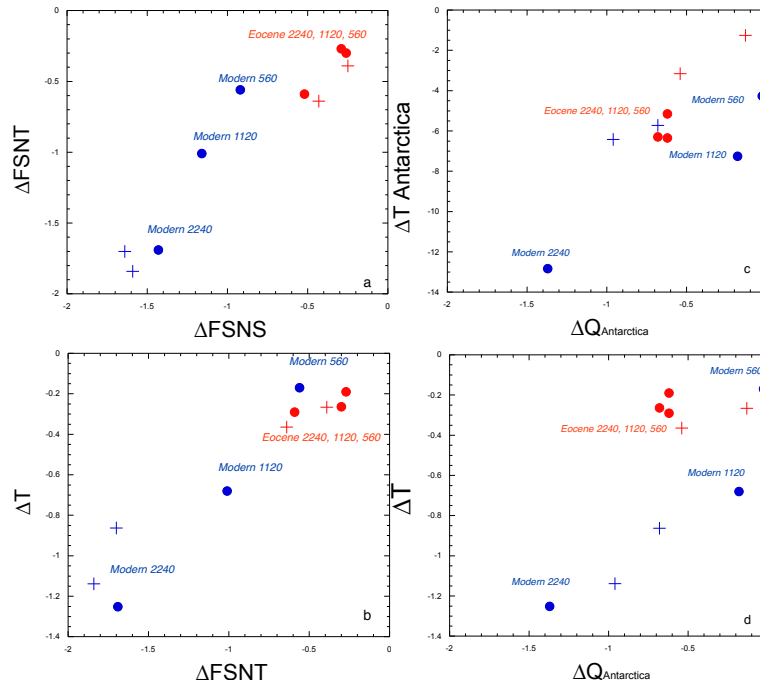 0
-0.5
-1
-1.5
-2
-2 -1.5 -1 -0.5 0
ΔFSNT
ΔFSNS
Eocene 2240, 1120, 560
Modern 560
Modern 1120
Modern 2240
a
0
-2
-4
-6
-8
-10
-12
-14
-2 -1.5 -1 -0.5
ΔT Antarctica
ΔQAntarctica
Modern 560
Eocene 2240, 1120, 560
Modern 1120
Modern 2240
c
0
-0.2
-0.4
-0.6
-0.8
-1
-1.2
-1.4
-2 -1.5 -1 -0.5 0
ΔT
ΔFSNT
Modern 560
Eocene 2240, 1120, 560
Modern 1120
Modern 2240
b
0
-0.2
-0.4
-0.6
-0.8
-1
-1.2
-1.4
-2 -1.5 -1 -0.5
ΔT
ΔQAntarctica
Modern 560
Eocene 2240, 1120, 560
Modern 1120
Modern 2240
d